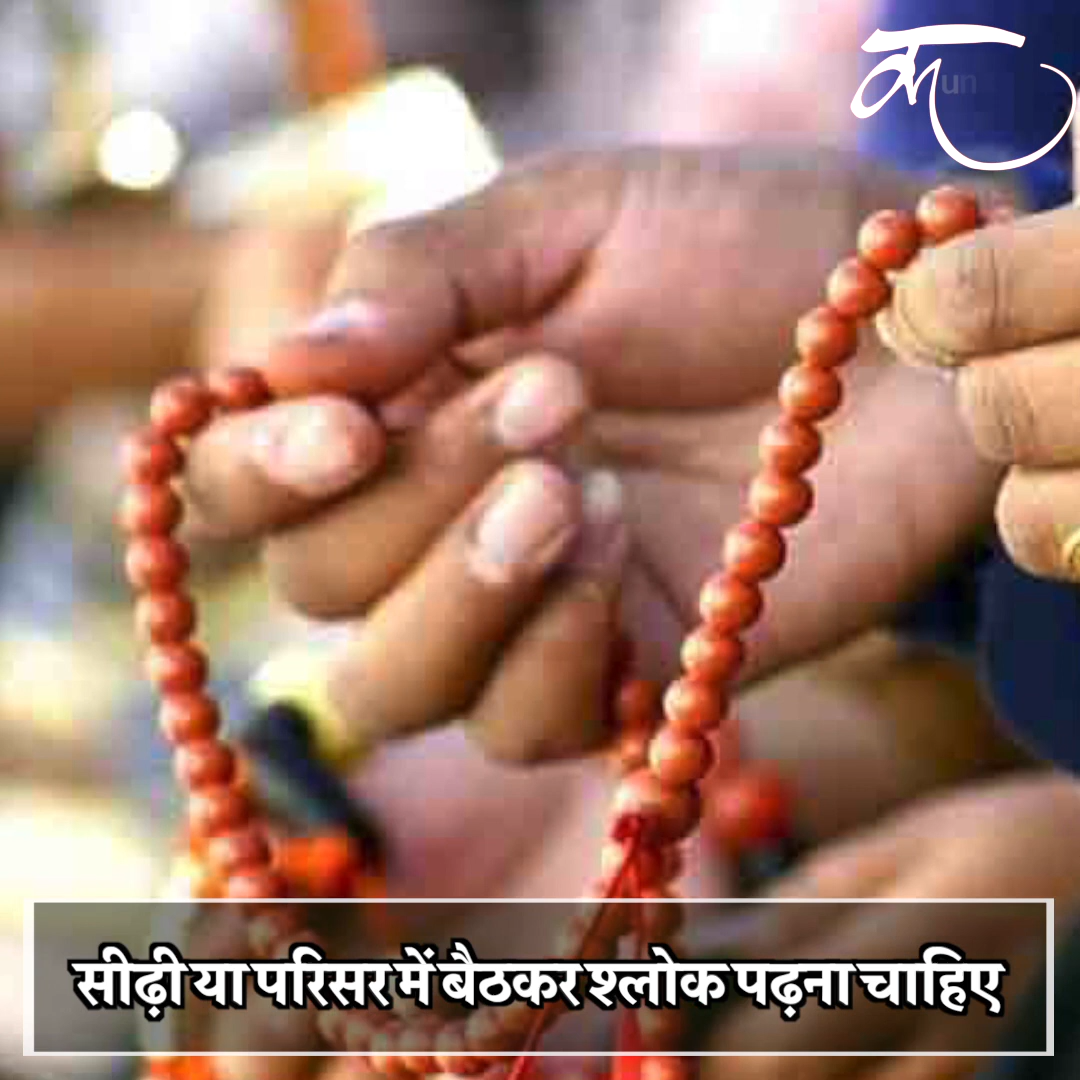 सीढ़ी या परिसर में बैठकर श्लोक पढ़ना चाहिए